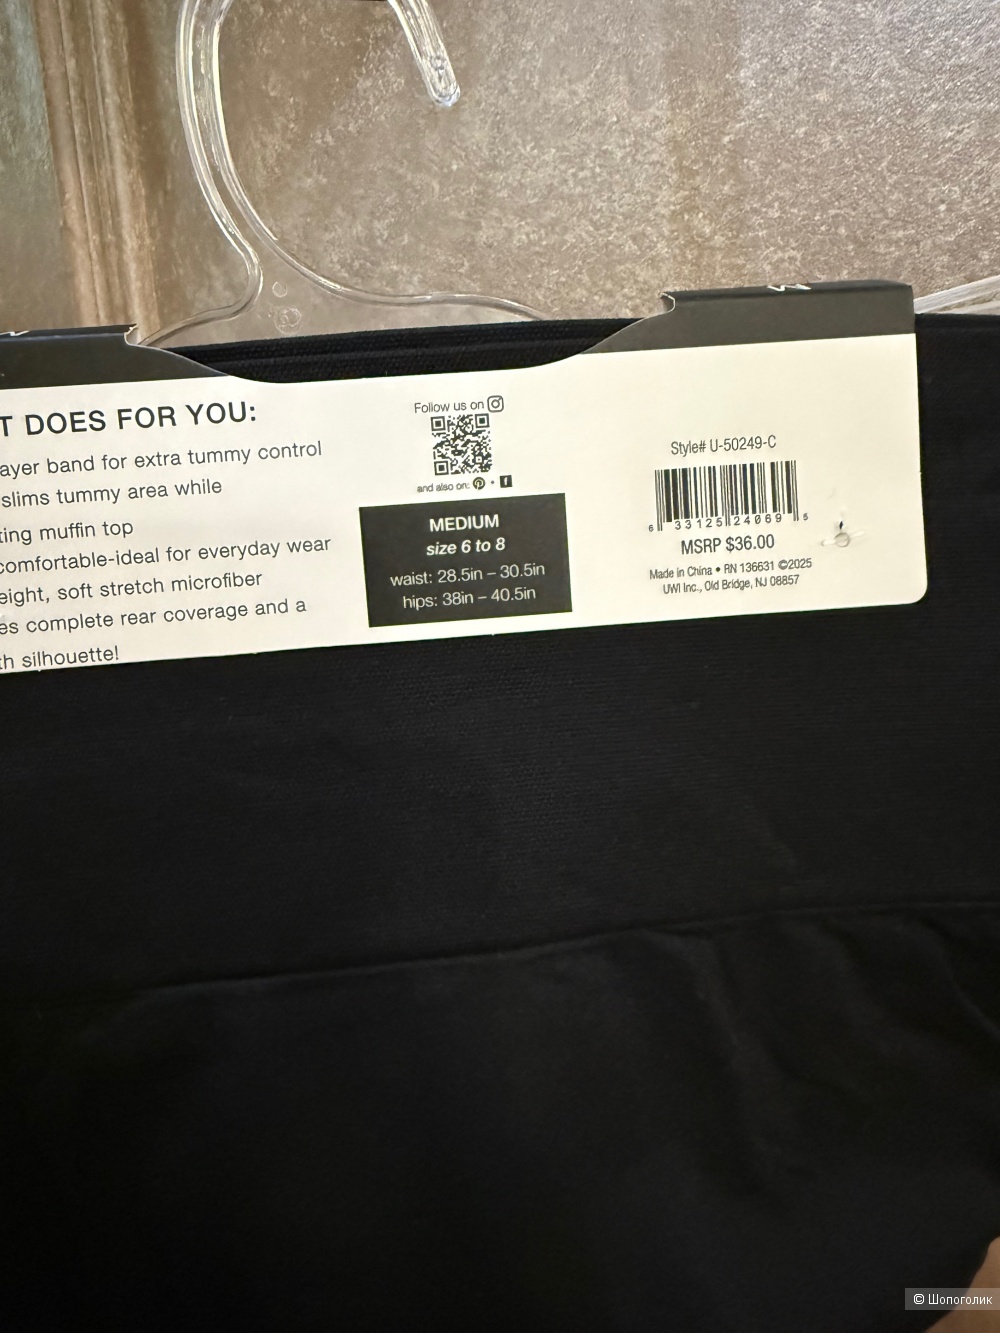 T DOES FOR YOU:
ayer band for extra tummy control
slims tummy area while
ting muffin top
comfortable-ideal for everyday wear
eight, soft stretch microfiber
es complete rear coverage and a
th silhouette!
Follow us on
and also on: •
MEDIUM
size 6 to 8
waist: 28.5in – 30.5in
hips: 38in – 40.5in
Style# U-50249-C
6 33125 24069 5
MSRP $36.00
Made in China • RN 136631 ©2025
UWI Inc., Old Bridge, NJ 08857
© Шопоголик